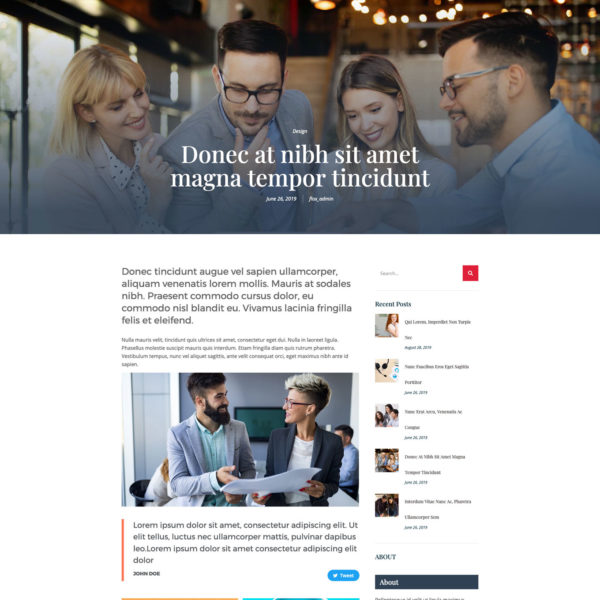 Design
Donec at nibh sit amet
magna tempor tincidunt
June 26, 2019
flox_admin
Donec tincidunt augue vel sapien ullamcorper,
aliquam venenatis lorem mollis. Mauris at sodales
nibh. Praesent commodo cursus dolor, eu
commodo nisl blandit eu. Vivamus lacinia fringilla
felis et eleifend.
Nulla mauris velit, tincidunt quis ultrices sit amet, consectetur eget dui. Nulla in laoreet ligula.
Phasellus molestie suscipit mauris quis interdum. Etiam fringilla diam quis rutrum pharetra.
Vestibulum tempus, nunc vel aliquet sagittis, ante velit consequat orci, eget maximus nibh ante id
sapien.
Lorem ipsum dolor sit amet, consectetur adipiscing elit. Ut
elit tellus, luctus nec ullamcorper mattis, pulvinar dapibus
leo.Lorem ipsum dolor sit amet consectetur adipiscing elit
dolor
JOHN DOE
Tweet
Search...
Recent Posts
Qui Lorem, Imperdiet Non Turpis
Nec
August 28, 2019
Nunc Faucibus Eros Eget Sagittis
Porttitor
June 26, 2019
Nunc Erat Arcu, Venenatis Ac
Congue
June 26, 2019
Donec At Nibh Sit Amet Magna
Tempor Tincidunt
June 26, 2019
Interdum Vitae Nunc Ac, Pharetra
Ullamcorper Sem
June 26, 2019
ABOUT
About